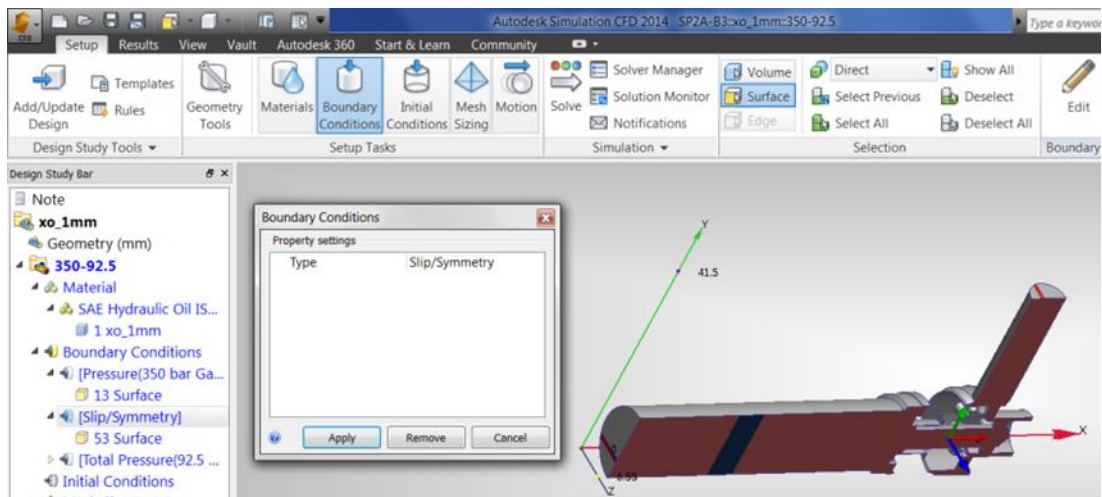 Autodesk Simulation CFD 2014 SP2A-B3::xo_1mm::350-92.5
Type a keywor
CFD
Setup Results View Vault Autodesk 360 Start & Learn Community
Add/Update Design
Templates
Rules
Geometry Tools
Materials
Boundary Conditions
Initial Conditions
Mesh Sizing
Motion
Solve
Solver Manager
Solution Monitor
Notifications
Volume
Surface
Edge
Direct
Select Previous
Select All
Show All
Deselect
Deselect All
Edit
Design Study Tools
Setup Tasks
Simulation
Selection
Boundary
Design Study Bar
Note
xo_1mm
Geometry (mm)
350-92.5
Material
SAE Hydraulic Oil IS...
1 xo_1mm
Boundary Conditions
[Pressure(350 bar Ga...
13 Surface
[Slip/Symmetry]
53 Surface
[Total Pressure(92.5 ...
Initial Conditions
Boundary Conditions
Property settings
Type Slip/Symmetry
Apply Remove Cancel
Y
41.5
X
6.55
Z